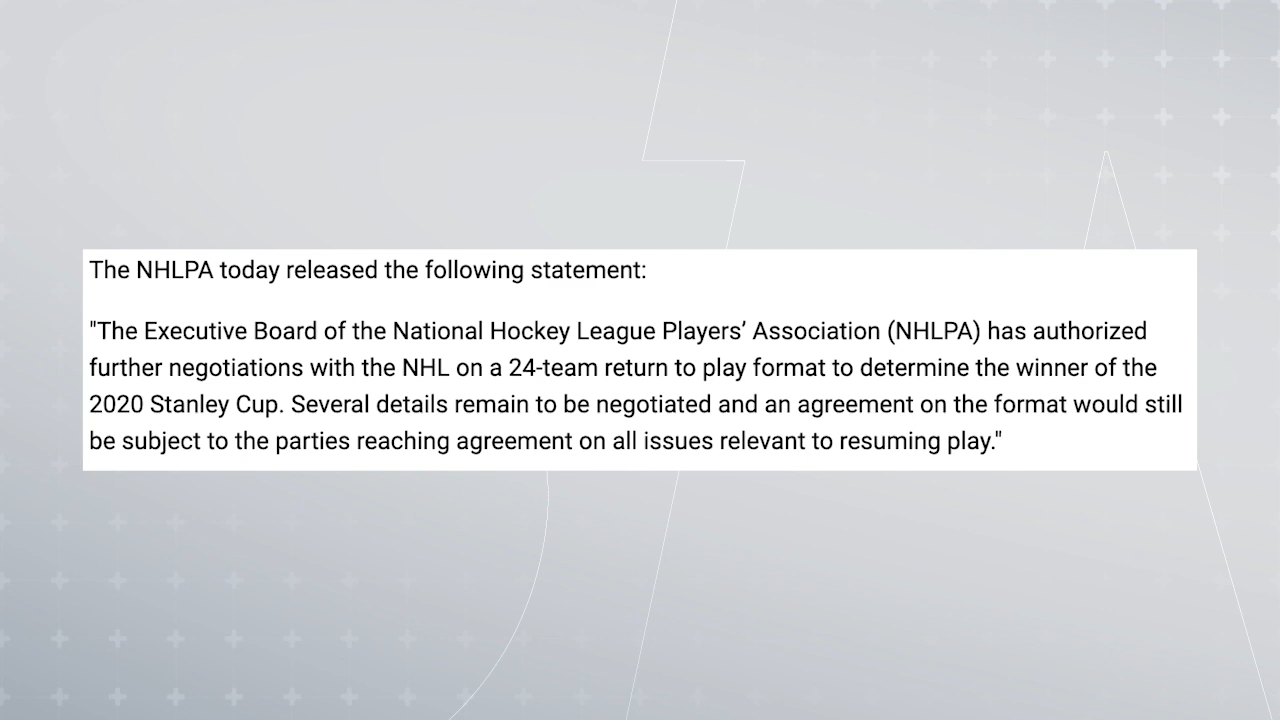 The NHLPA today released the following statement:
"The Executive Board of the National Hockey League Players’ Association (NHLPA) has authorized
further negotiations with the NHL on a 24-team return to play format to determine the winner of the
2020 Stanley Cup. Several details remain to be negotiated and an agreement on the format would still
be subject to the parties reaching agreement on all issues relevant to resuming play."